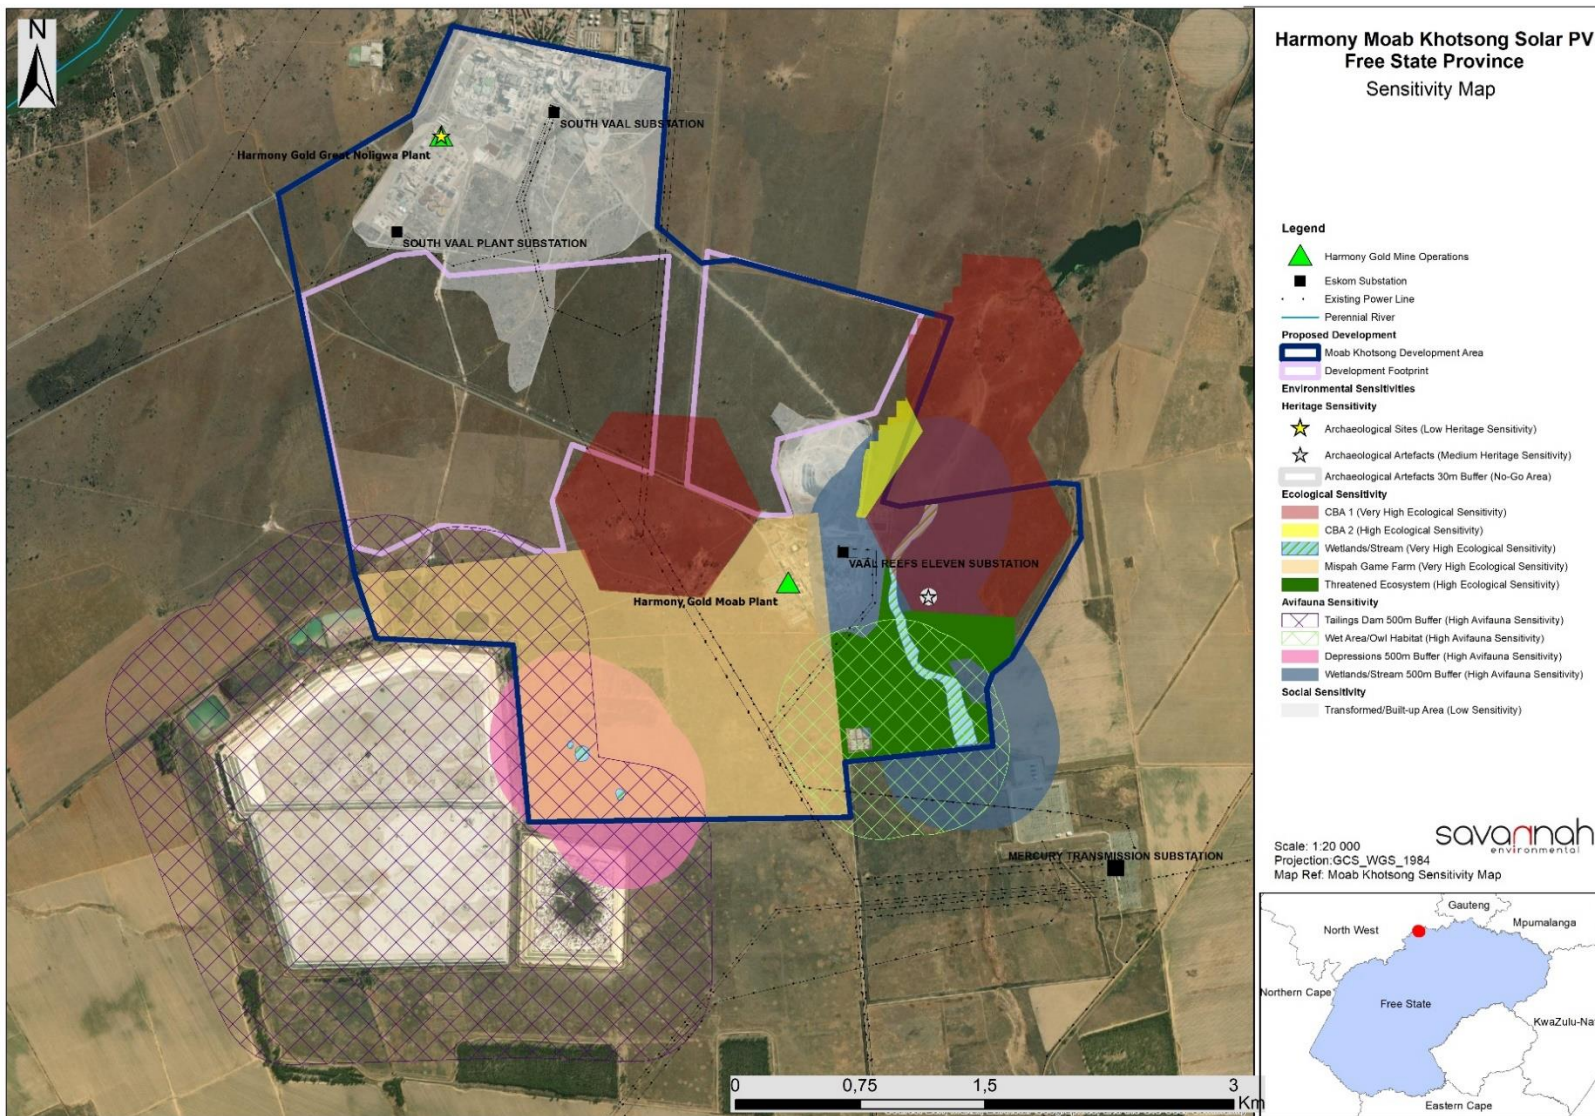 Harmony Moab Khotsong Solar PV
Free State Province
Sensitivity Map
N
SOUTH VAAL SUBSTATION
Harmony Gold Great Noligwa Plant
SOUTH VAAL PLANT SUBSTATION
VAAL REEFS ELEVEN SUBSTATION
Harmony Gold Moab Plant
MERCURY TRANSMISSION SUBSTATION
0 0,75 1,5 3
Km
Legend
Harmony Gold Mine Operations
Eskom Substation
Existing Power Line
Perennial River
Proposed Development
Moab Khotsong Development Area
Development Footprint
Environmental Sensitivities
Heritage Sensitivity
Archaeological Sites (Low Heritage Sensitivity)
Archaeological Artefacts (Medium Heritage Sensitivity)
Archaeological Artefacts 30m Buffer (No-Go Area)
Ecological Sensitivity
CBA 1 (Very High Ecological Sensitivity)
CBA 2 (High Ecological Sensitivity)
Wetlands/Stream (Very High Ecological Sensitivity)
Mispah Game Farm (Very High Ecological Sensitivity)
Threatened Ecosystem (High Ecological Sensitivity)
Avifauna Sensitivity
Tailings Dam 500m Buffer (High Avifauna Sensitivity)
Wet Area/Owl Habitat (High Avifauna Sensitivity)
Depressions 500m Buffer (High Avifauna Sensitivity)
Wetlands/Stream 500m Buffer (High Avifauna Sensitivity)
Social Sensitivity
Transformed/Built-up Area (Low Sensitivity)
savannah
environmental
Scale: 1:20 000
Projection:GCS_WGS_1984
Map Ref: Moab Khotsong Sensitivity Map
Gauteng
North West
Mpumalanga
Northern Cape
Free State
KwaZulu-Na
Eastern Cape